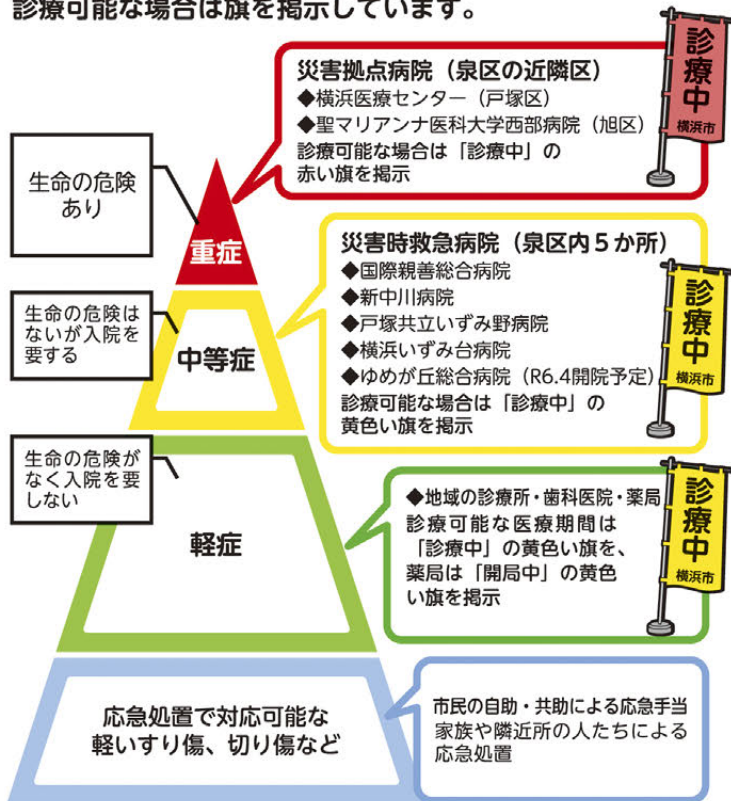 診療可能な場合は旗を掲示しています。
災害拠点病院（泉区の近隣区）
◆横浜医療センター（戸塚区）
◆聖マリアンナ医科大学西部病院（旭区）
診療可能な場合は「診療中」の
赤い旗を掲示
診療中
横浜市
生命の危険
あり
重症
災害時救急病院（泉区内５か所）
◆国際親善総合病院
◆新中川病院
◆戸塚共立いずみ野病院
◆横浜いずみ台病院
◆ゆめが丘総合病院（R6.4開院予定）
診療可能な場合は「診療中」の
黄色い旗を掲示
診療中
横浜市
生命の危険は
ないが入院を
要する
中等症
生命の危険が
なく入院を要
しない
軽症
◆地域の診療所・歯科医院・薬局
診療可能な医療期間は
「診療中」の黄色い旗を、
薬局は「開局中」の黄色
い旗を掲示
診療中
横浜市
応急処置で対応可能な
軽いすり傷、切り傷など
市民の自助・共助による応急手当
家族や隣近所の人たちによる
応急処置